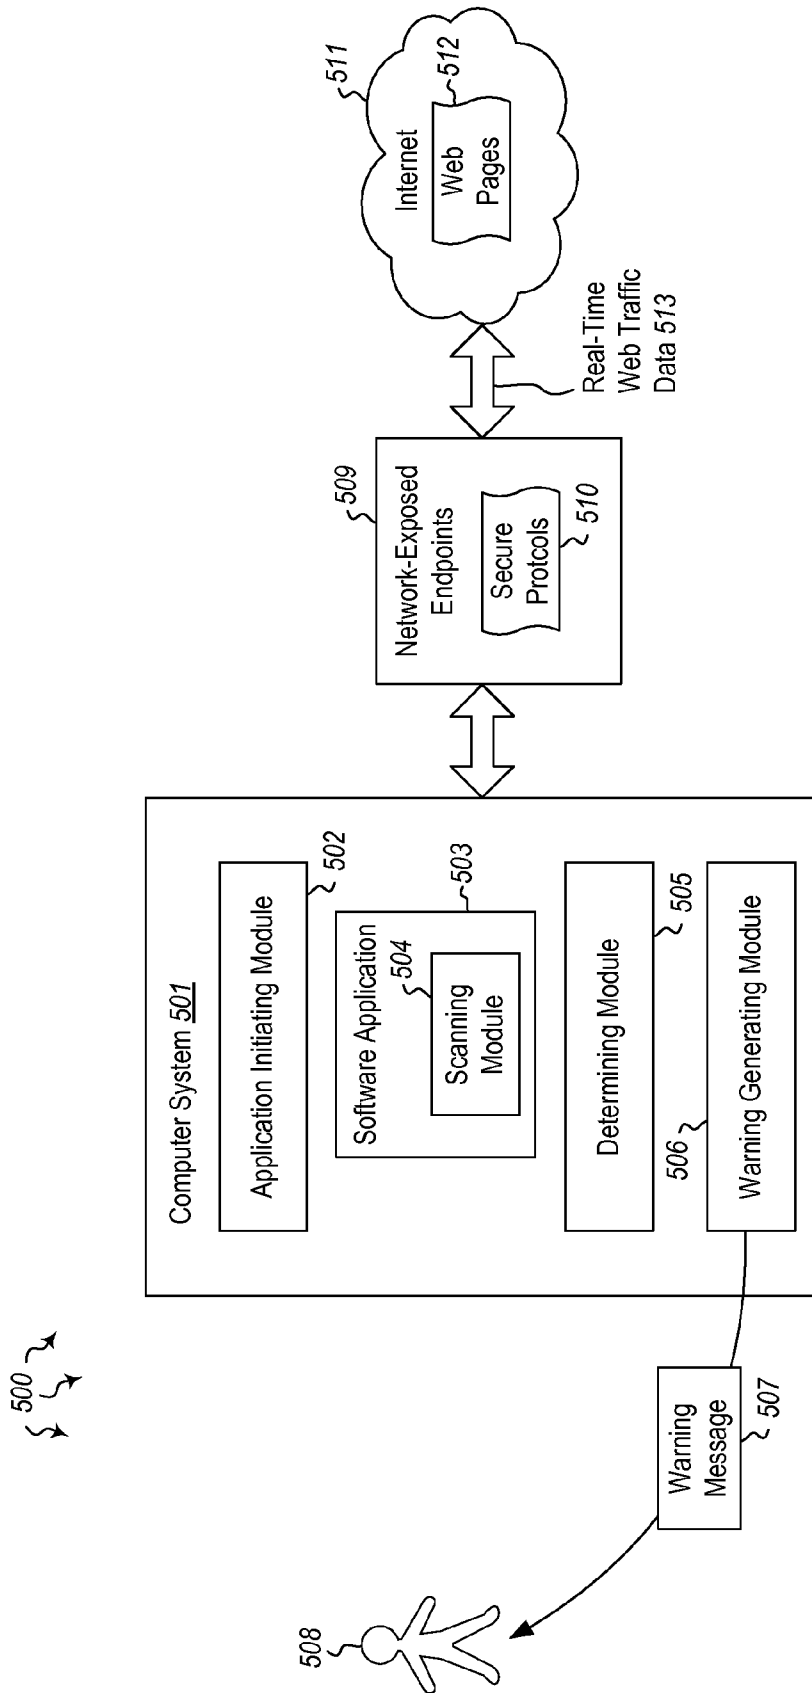 500
Computer System 501
Application Initiating Module
502
Software Application
503
504
Scanning
Module
Determining Module
505
506
Warning Generating Module
Warning
Message
507
508
Network-Exposed
Endpoints
509
Secure
Protcols
510
Internet
511
Web
Pages
512
Real-Time
Web Traffic
Data 513